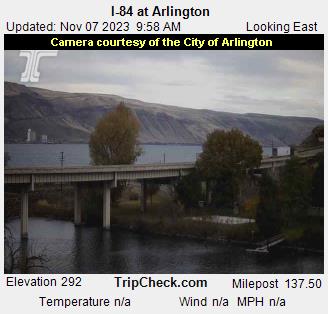 I-84 at Arlington
Updated: Nov 07 2023 9:58 AM Looking East
Camera courtesy of the City of Arlington
Elevation 292 TripCheck.com Milepost 137.50
Temperature n/a Wind n/a MPH n/a